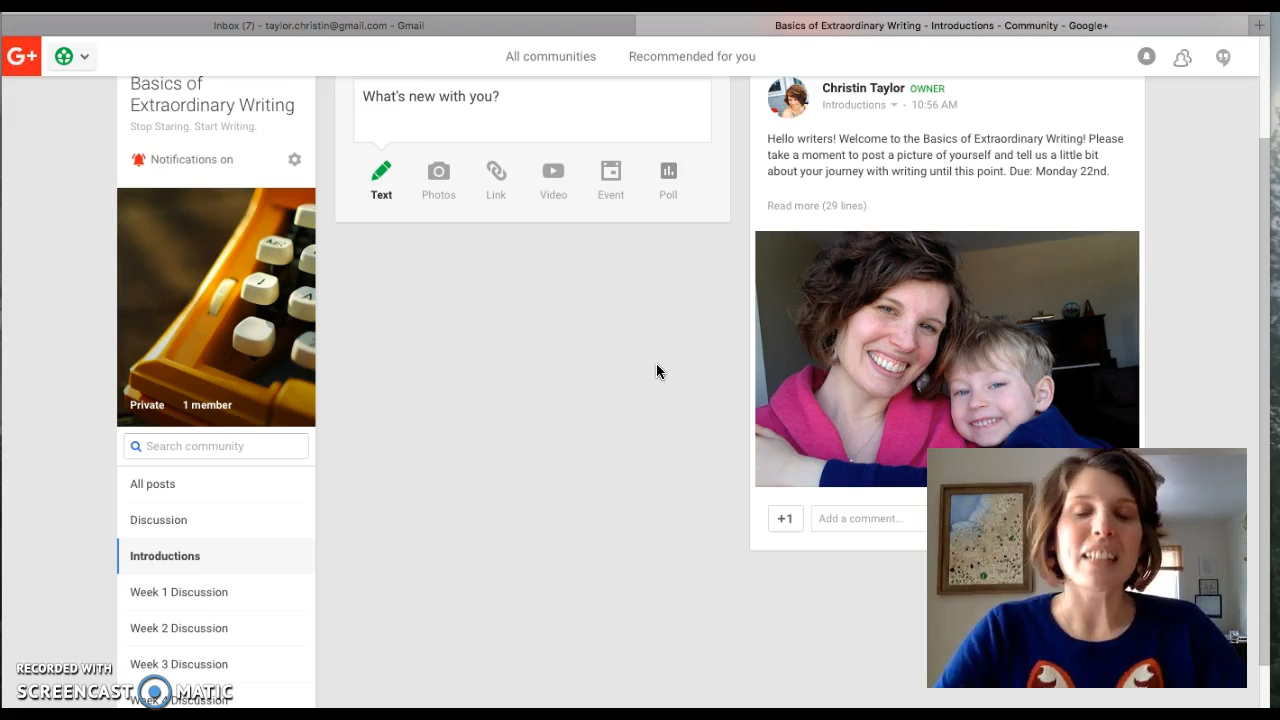 Inbox (7) - taylor.christin@gmail.com - Gmail
Basics of Extraordinary Writing - Introductions - Community - Google+
G+
All communities
Recommended for you
Basics of
Extraordinary Writing
Stop Staring. Start Writing.
Notifications on
Private 1 member
Search community
All posts
Discussion
Introductions
Week 1 Discussion
Week 2 Discussion
Week 3 Discussion
Week 4 Discussion
What's new with you?
Text
Photos
Link
Video
Event
Poll
Christin Taylor OWNER
Introductions - 10:56 AM
Hello writers! Welcome to the Basics of Extraordinary Writing! Please
take a moment to post a picture of yourself and tell us a little bit
about your journey with writing until this point. Due: Monday 22nd.
Read more (29 lines)
+1
Add a comment...
RECORDED WITH
SCREENCAST MATIC